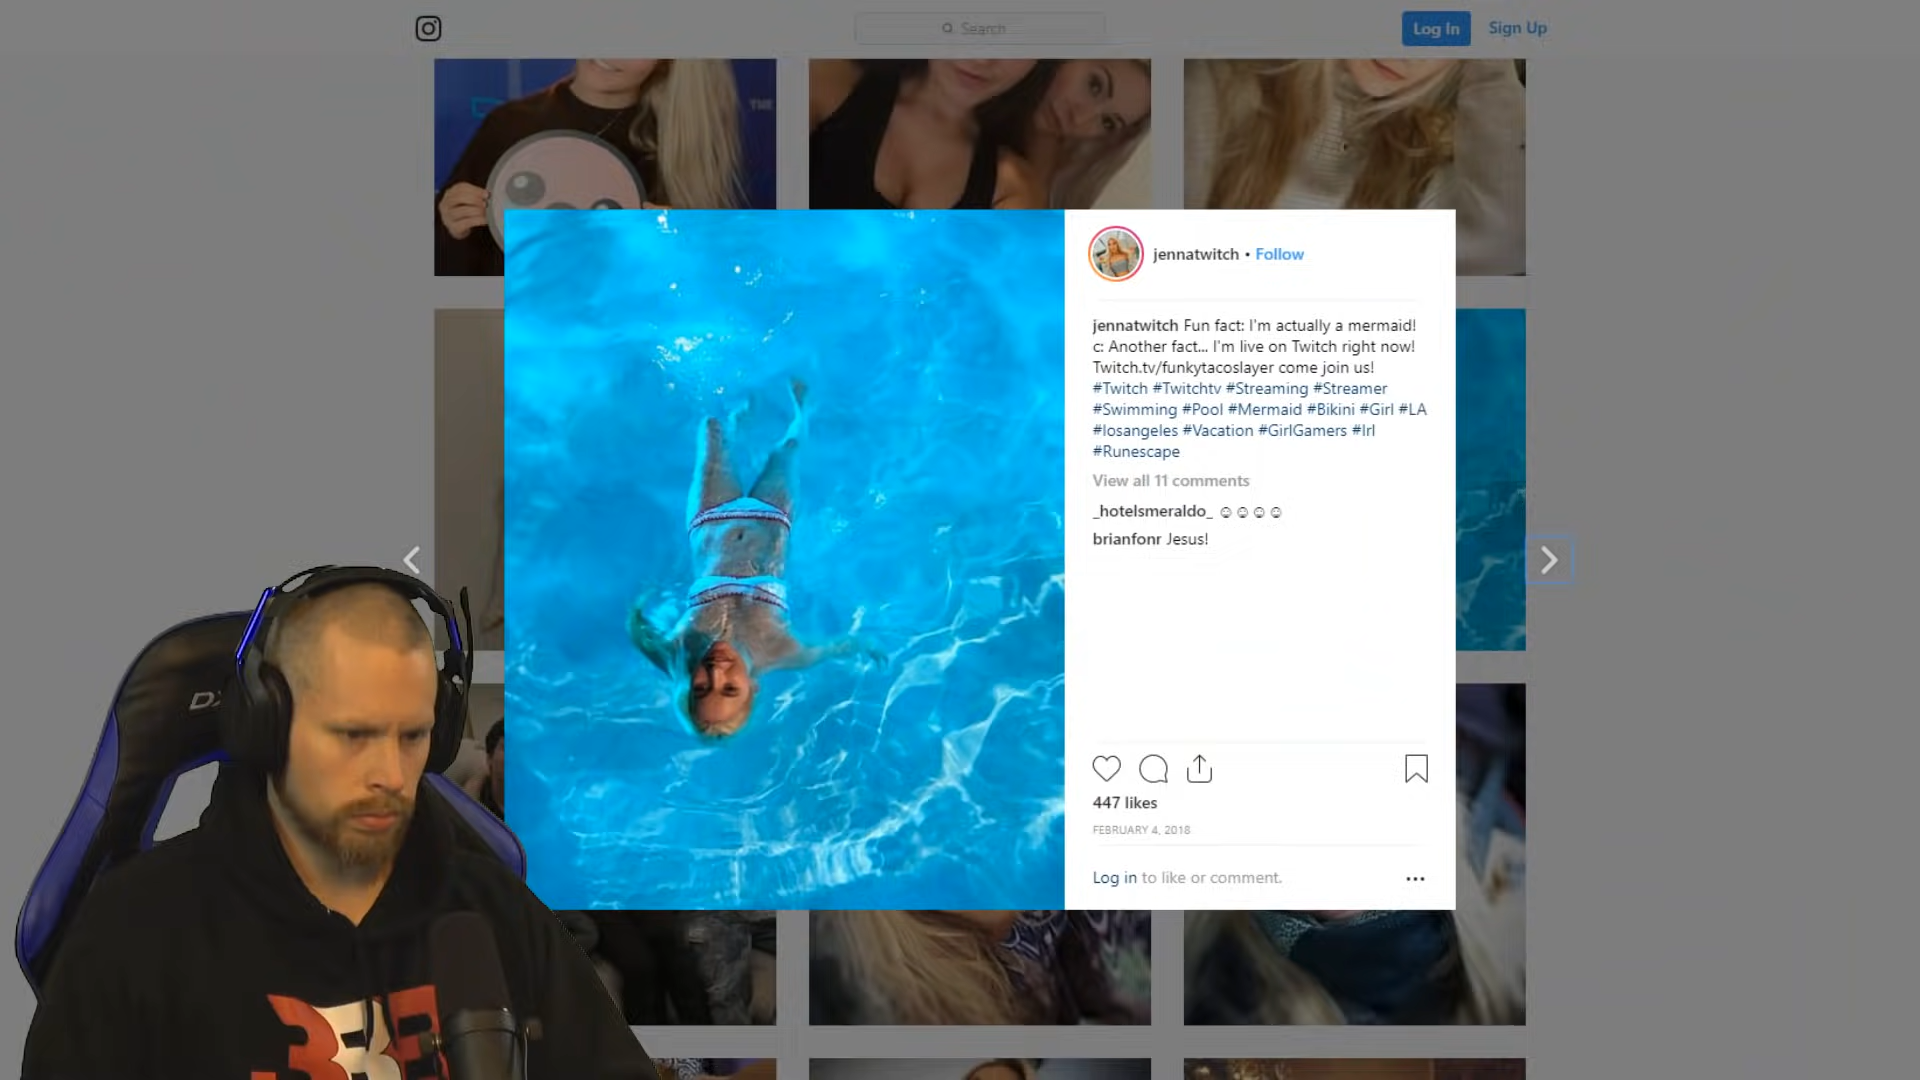 Search
Log In
Sign Up
THE
jennatwitch • Follow
jennatwitch Fun fact: I'm actually a mermaid!
c: Another fact... I'm live on Twitch right now!
Twitch.tv/funkytacoslayer come join us!
#Twitch #Twitchtv #Streaming #Streamer
#Swimming #Pool #Mermaid #Bikini #Girl #LA
#losangeles #Vacation #GirlGamers #Irl
#Runescape
View all 11 comments
_hotelsmeraldo_ ☺☺☺☺
brianfonr Jesus!
447 likes
FEBRUARY 4, 2018
Log in to like or comment.